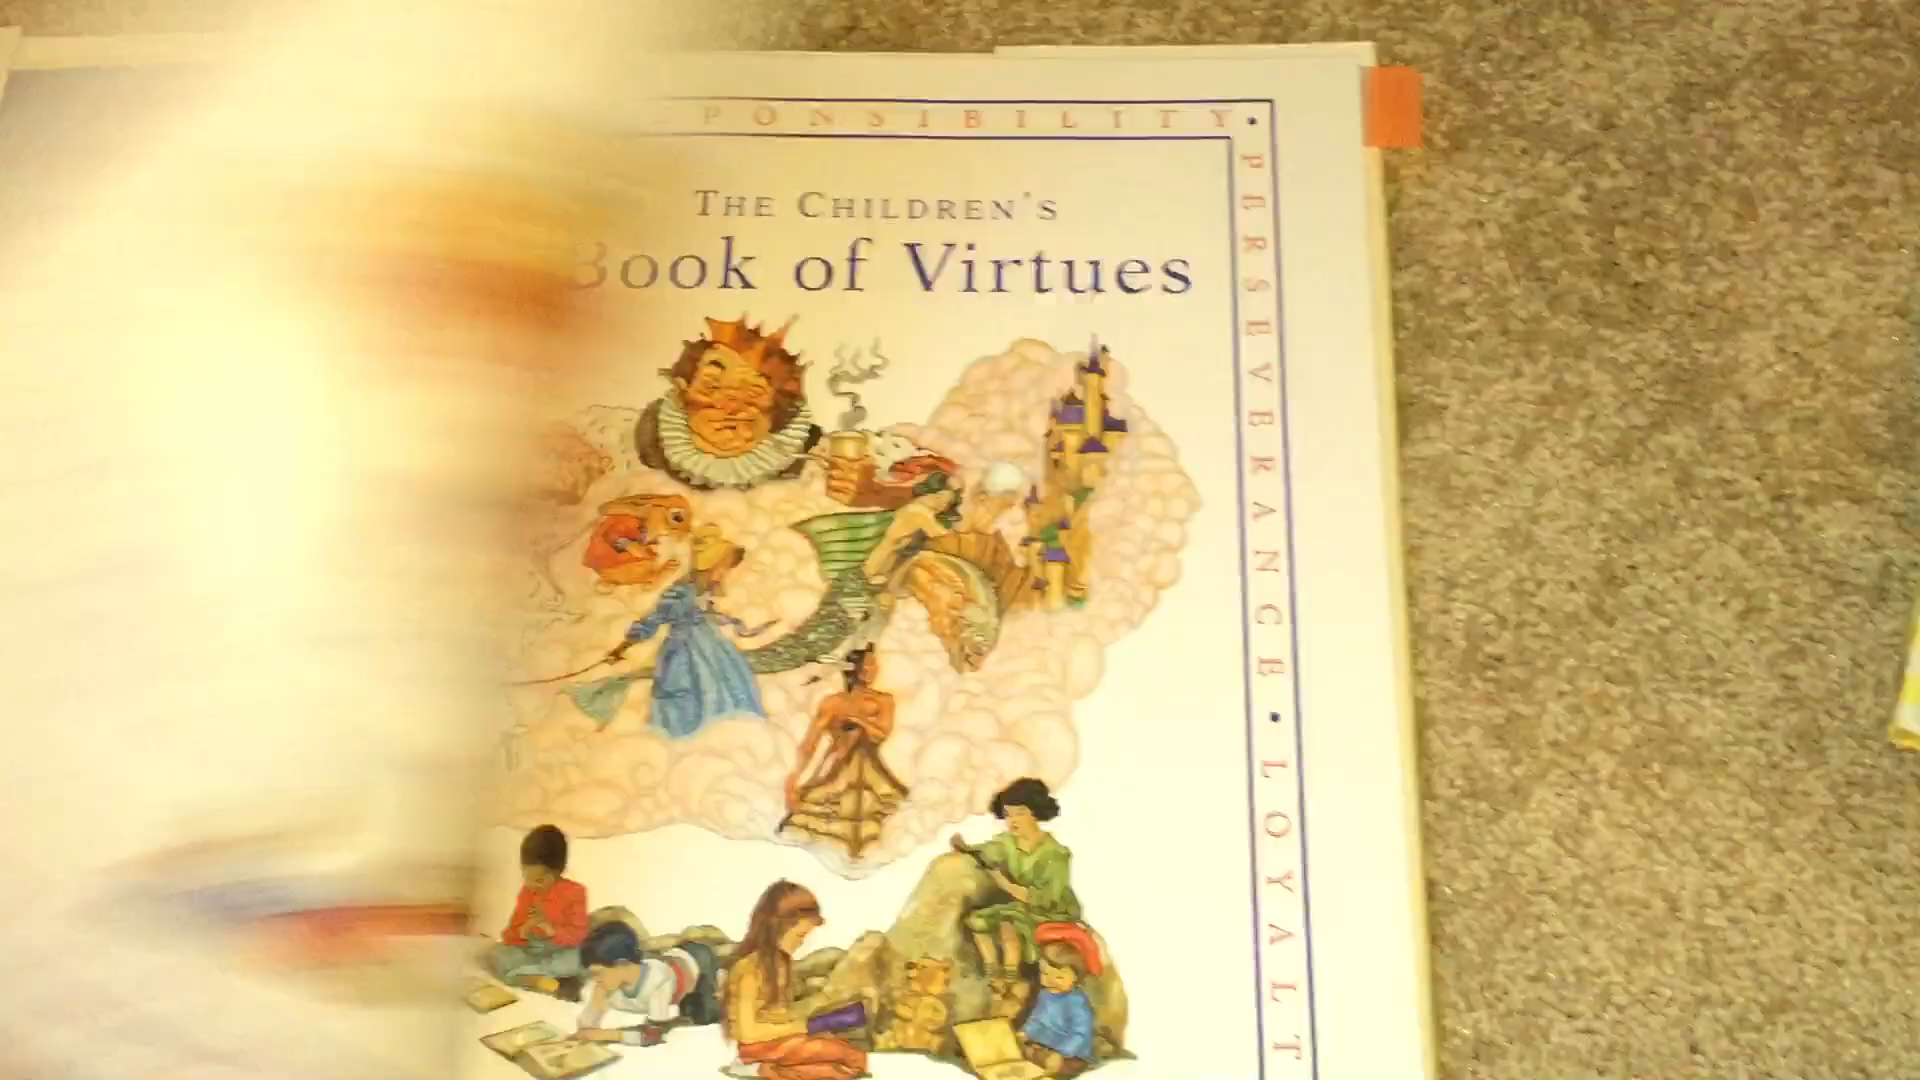 PONSIBILITY •
THE CHILDREN'S
Book of Virtues
PERSEVERANCE • LOYALT